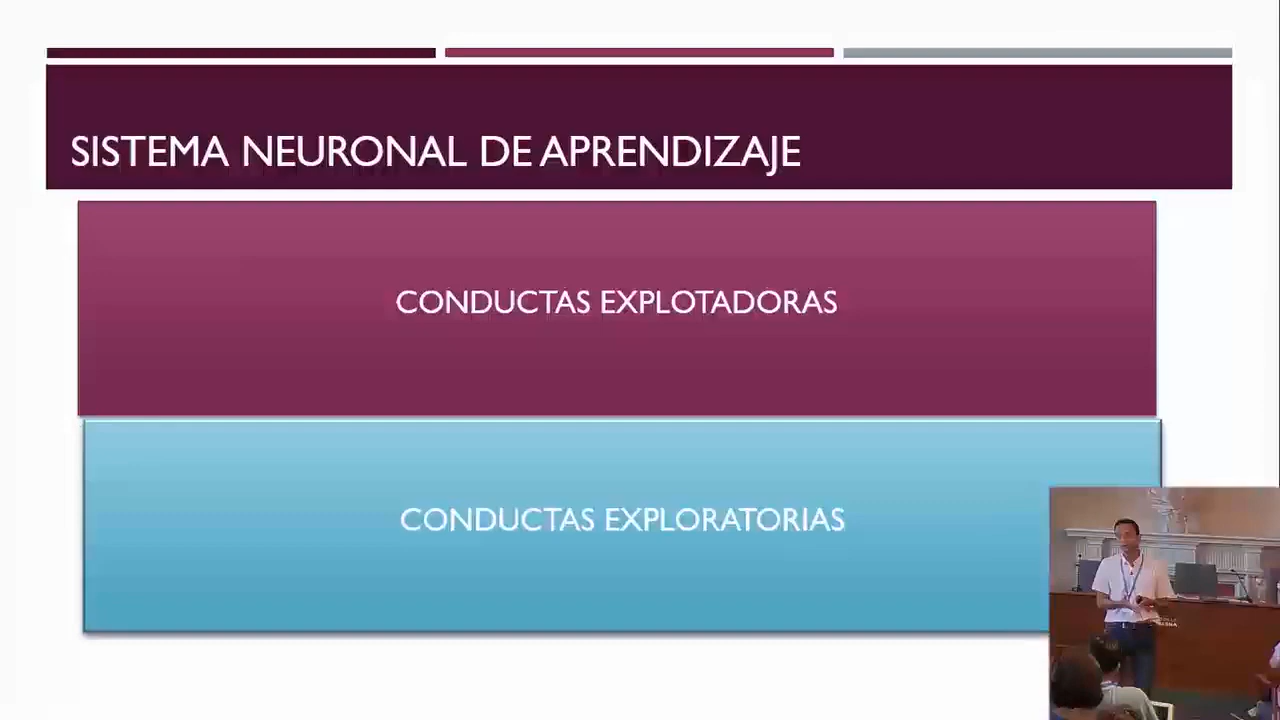 SISTEMA NEURONAL DE APRENDIZAJE
CONDUCTAS EXPLOTADORAS
CONDUCTAS EXPLORATORIAS